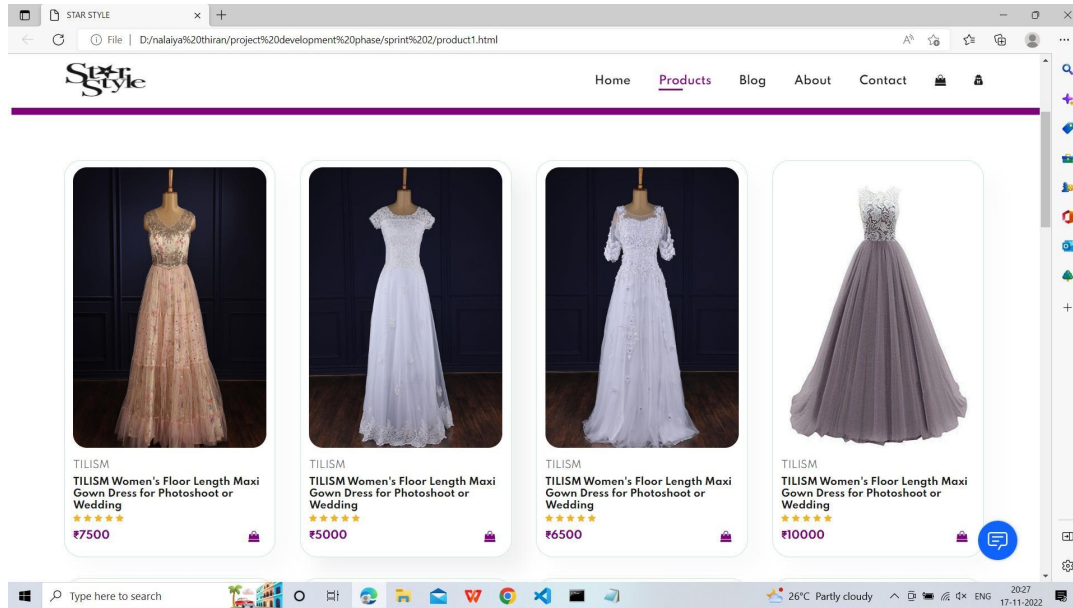 STAR STYLE
File | D:/nalaiya%20thiran/project%20development%20phase/sprint%202/product1.html
Star
Style
Home Products Blog About Contact
TILISM
TILISM Women's Floor Length Maxi
Gown Dress for Photoshoot or
Wedding
₹7500
TILISM
TILISM Women's Floor Length Maxi
Gown Dress for Photoshoot or
Wedding
₹5000
TILISM
TILISM Women's Floor Length Maxi
Gown Dress for Photoshoot or
Wedding
₹6500
TILISM
TILISM Women's Floor Length Maxi
Gown Dress for Photoshoot or
Wedding
₹10000
Type here to search
26°C Partly cloudy
ENG
20:27
17-11-2022